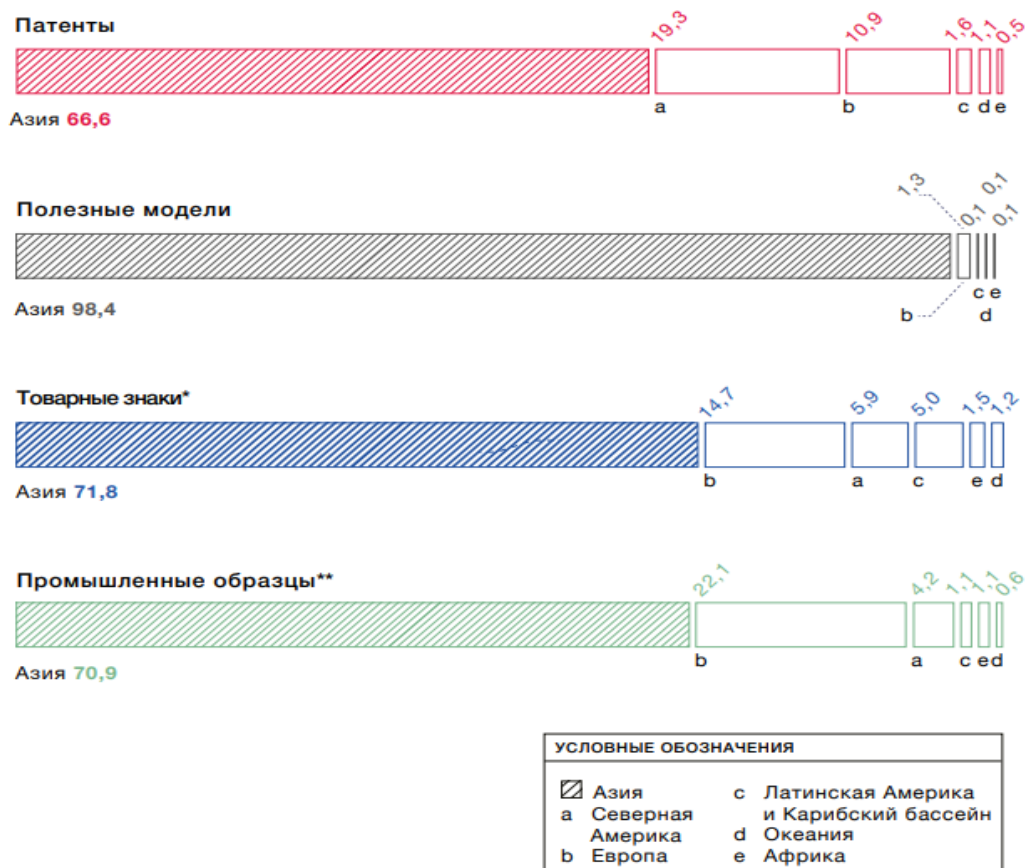 Патенты
19,3 10,9 1,6 1,1 0,5
a b c d e
Азия 66,6
Полезные модели
1,3 0,1 0,1 0,1
b c d e
Азия 98,4
Товарные знаки*
14,7 5,9 5,0 1,5 1,2
b a c e d
Азия 71,8
Промышленные образцы**
22,1 4,2 1,1 1,1 0,6
b a c e d
Азия 70,9
УСЛОВНЫЕ ОБОЗНАЧЕНИЯ
Азия
a Северная
Америка
b Европа
c Латинская Америка
и Карибский бассейн
d Океания
e Африка